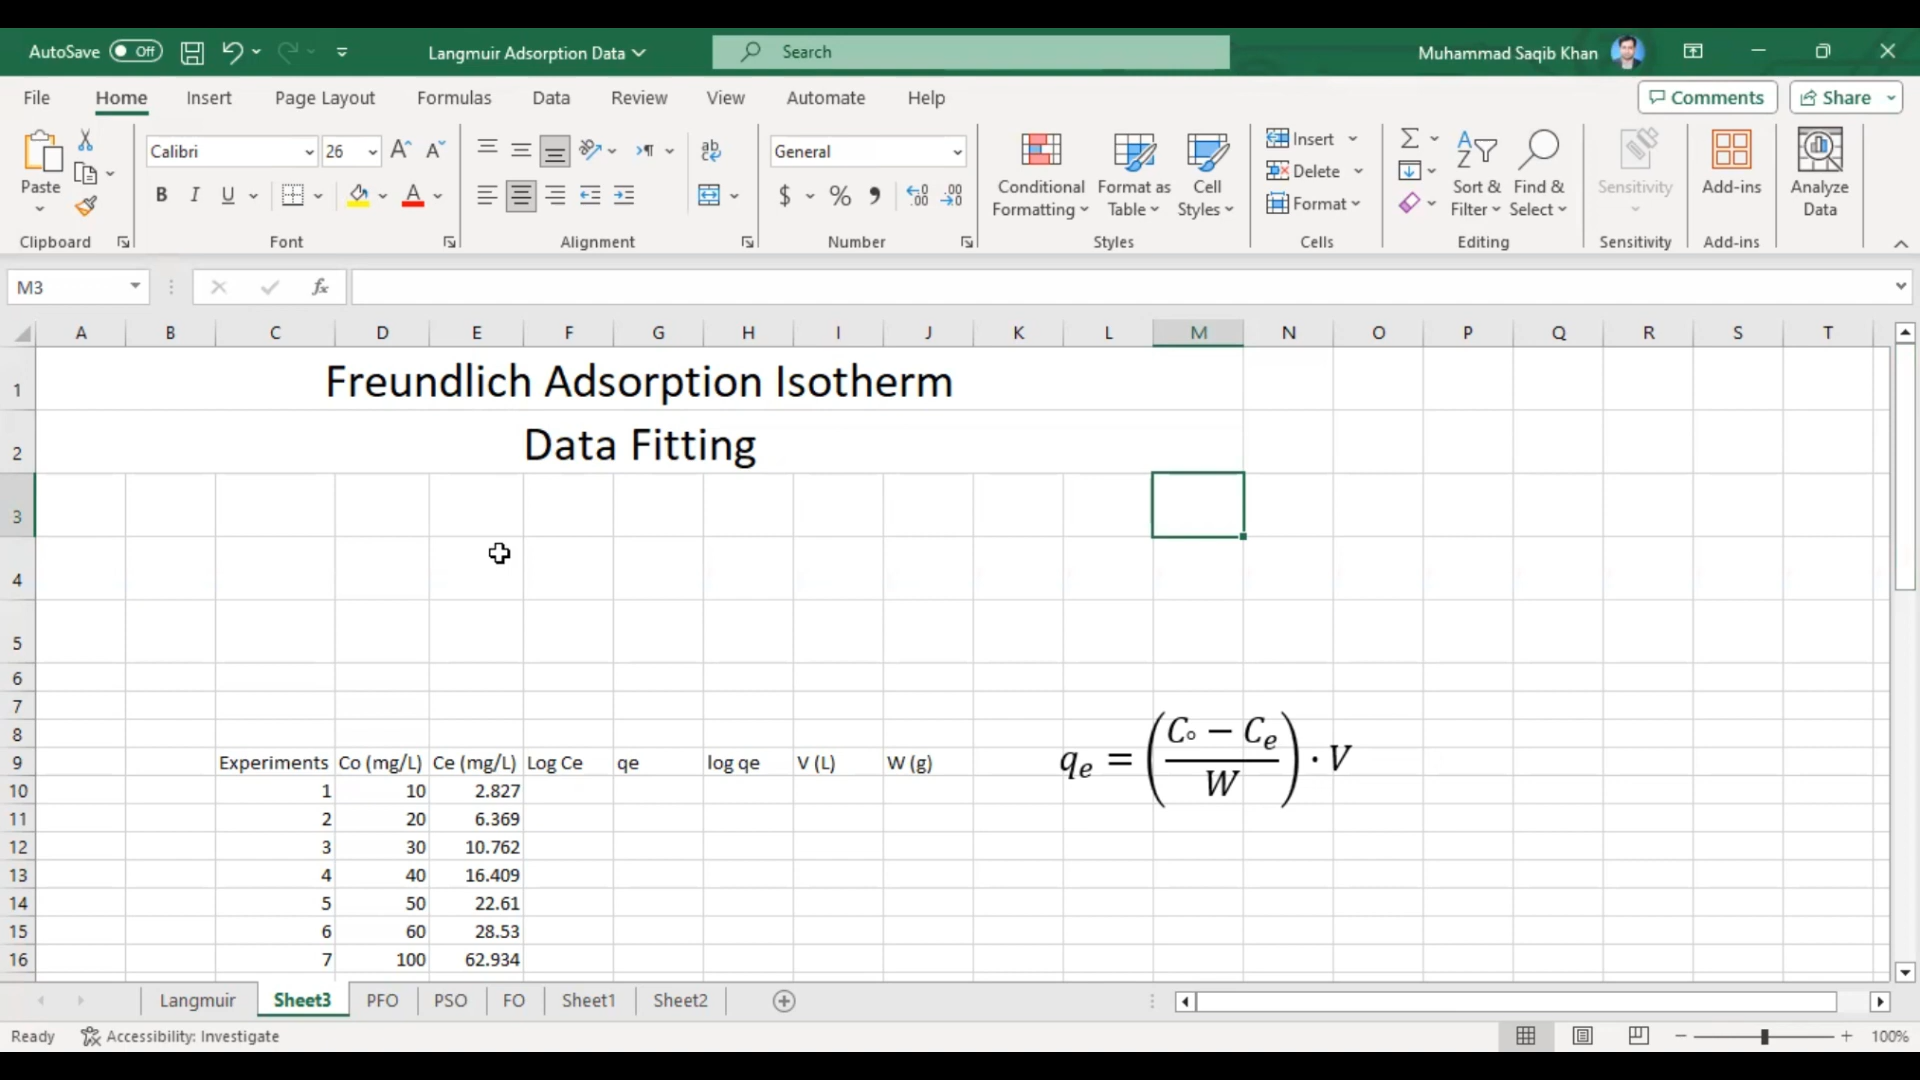 AutoSave Off Langmuir Adsorption Data Search Muhammad Saqib Khan
File Home Insert Page Layout Formulas Data Review View Automate Help Comments Share
Paste Calibri 26 General Conditional Formatting Format as Table Cell Styles Insert Delete Format Sort & Filter Find & Select Sensitivity Add-ins Analyze Data
Clipboard Font Alignment Number Styles Cells Editing Sensitivity Add-ins
M3 fx
A B C D E F G H I J K L M N O P Q R S T
1 Freundlich Adsorption Isotherm
2 Data Fitting
3
4
5
6
7
8
9 Experiments Co (mg/L) Ce (mg/L) Log Ce qe log qe V (L) W (g) qₑ = ((C∘ − Cₑ)/W) · V
10 1 10 2.827
11 2 20 6.369
12 3 30 10.762
13 4 40 16.409
14 5 50 22.61
15 6 60 28.53
16 7 100 62.934
Langmuir Sheet3 PFO PSO FO Sheet1 Sheet2
Ready Accessibility: Investigate 100%